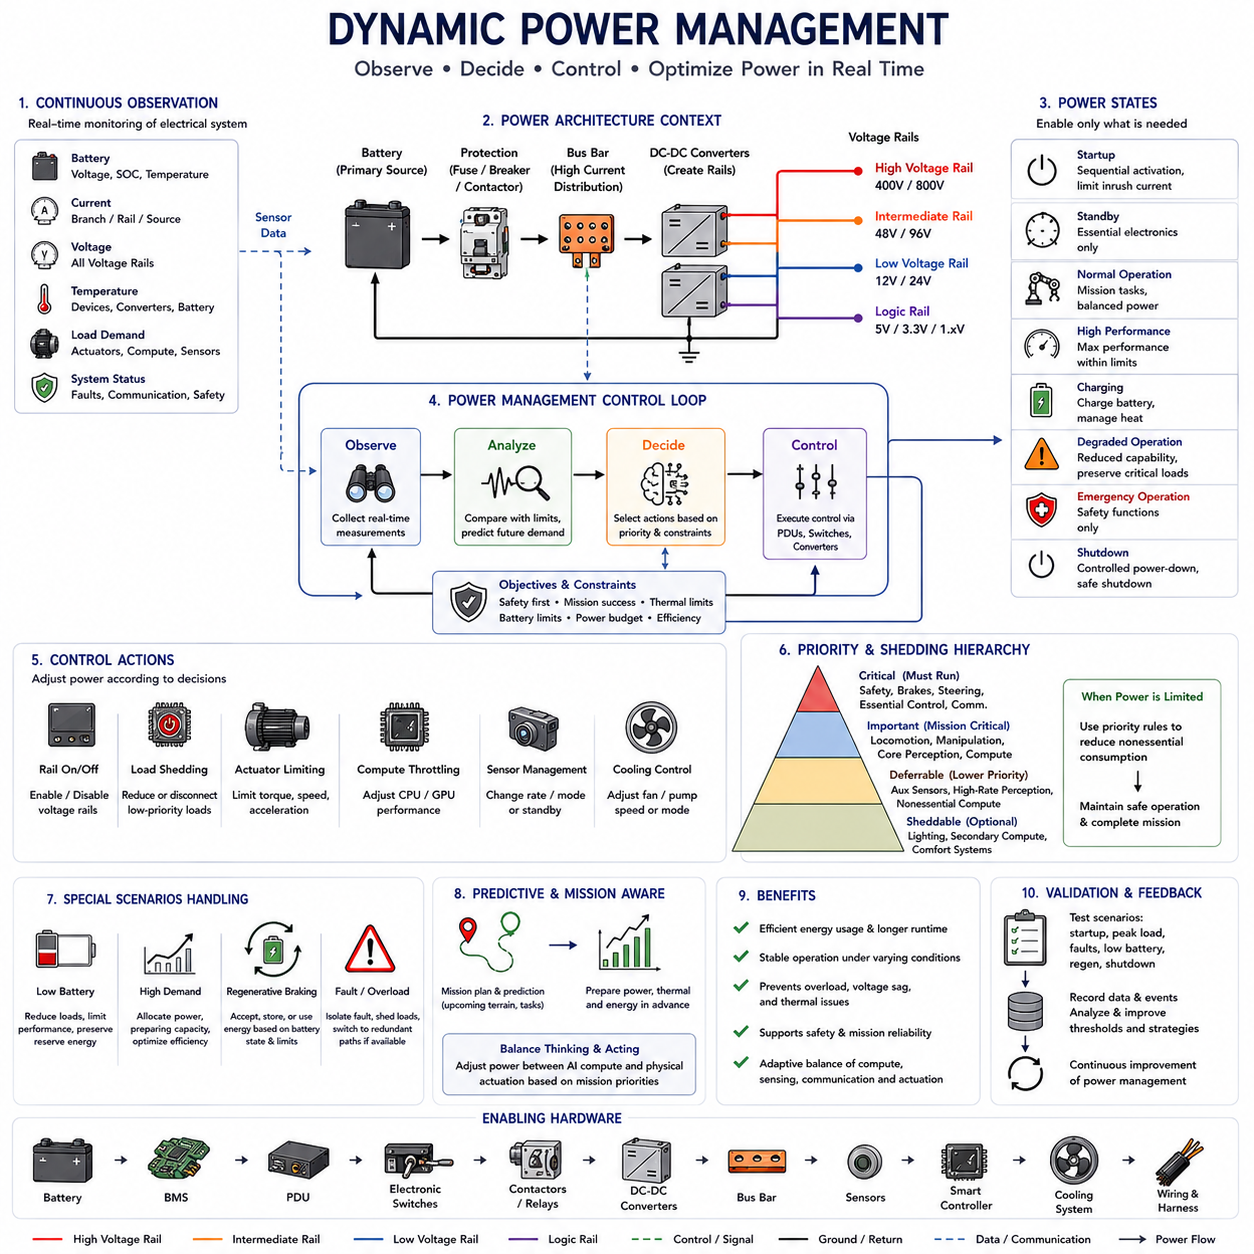 DYNAMIC POWER MANAGEMENT
Observe • Decide • Control • Optimize Power in Real Time
1. CONTINUOUS OBSERVATION
Real-time monitoring of electrical system
Battery
Voltage, SOC, Temperature
A
Current
Branch / Rail / Source
Y
Voltage
All Voltage Rails
Temperature
Devices, Converters, Battery
Load Demand
Actuators, Compute, Sensors
System Status
Faults, Communication, Safety
Sensor
Data
2. POWER ARCHITECTURE CONTEXT
Battery
(Primary Source)
Protection
(Fuse / Breaker
/ Contactor)
Bus Bar
(High Current
Distribution)
DC-DC Converters
(Create Rails)
Voltage Rails
High Voltage Rail
400V / 800V
Intermediate Rail
48V / 96V
Low Voltage Rail
12V / 24V
Logic Rail
5V / 3.3V / 1.xV
3. POWER STATES
Enable only what is needed
Startup
Sequential activation,
limit inrush current
Standby
Essential electronics
only
Normal Operation
Mission tasks,
balanced power
High Performance
Max performance
within limits
Charging
Charge battery,
manage heat
Degraded Operation
Reduced capability,
preserve critical loads
Emergency Operation
Safety functions
only
Shutdown
Controlled power-down,
safe shutdown
4. POWER MANAGEMENT CONTROL LOOP
Observe
Collect real-time
measurements
Analyze
Compare with limits,
predict future demand
Decide
Select actions based on
priority & constraints
Control
Execute control via
PDUs, Switches,
Converters
Objectives & Constraints
Safety first • Mission success • Thermal limits
Battery limits • Power budget • Efficiency
5. CONTROL ACTIONS
Adjust power according to decisions
Rail On/Off
Enable / Disable
voltage rails
Load Shedding
Reduce or disconnect
low-priority loads
Actuator Limiting
Limit torque, speed,
acceleration
Compute Throttling
Adjust CPU / GPU
performance
Sensor Management
Change rate / mode
or standby
Cooling Control
Adjust fan / pump
speed or mode
6. PRIORITY & SHEDDING HIERARCHY
Critical (Must Run)
Safety, Brakes, Steering,
Essential Control, Comm.
Important (Mission Critical)
Locomotion, Manipulation,
Core Perception, Compute
Deferrable (Lower Priority)
Aux Sensors, High-Rate Perception,
Nonessential Compute
Sheddable (Optional)
Lighting, Secondary Compute,
Comfort Systems
When Power is Limited
Use priority rules to
reduce nonessential
consumption
Maintain safe operation
& complete mission
7. SPECIAL SCENARIOS HANDLING
Low Battery
Reduce loads, limit
performance, preserve
reserve energy
High Demand
Allocate power,
preparing capacity,
optimize efficiency
Regenerative Braking
Accept, store, or use
energy based on battery
state & limits
Fault / Overload
Isolate fault, shed loads,
switch to redundant
paths if available
8. PREDICTIVE & MISSION AWARE
Mission plan & prediction
(upcoming terrain, tasks)
Prepare power, thermal
and energy in advance
Balance Thinking & Acting
Adjust power between AI compute and physical
actuation based on mission priorities
9. BENEFITS
Efficient energy usage & longer runtime
Stable operation under varying conditions
Prevents overload, voltage sag,
and thermal issues
Supports safety & mission reliability
Adaptive balance of compute,
sensing, communication and actuation
10. VALIDATION & FEEDBACK
Test scenarios:
startup, peak load,
faults, low battery,
regen, shutdown
Record data & events
Analyze & improve
thresholds and strategies
Continuous improvement
of power management
ENABLING HARDWARE
Battery
BMS
PDU
Electronic
Switches
Contactors
/ Relays
DC-DC
Converters
Bus Bar
Sensors
Smart
Controller
Cooling
System
Wiring &
Harness
High Voltage Rail
Intermediate Rail
Low Voltage Rail
Logic Rail
Control / Signal
Ground / Return
Data / Communication
Power Flow